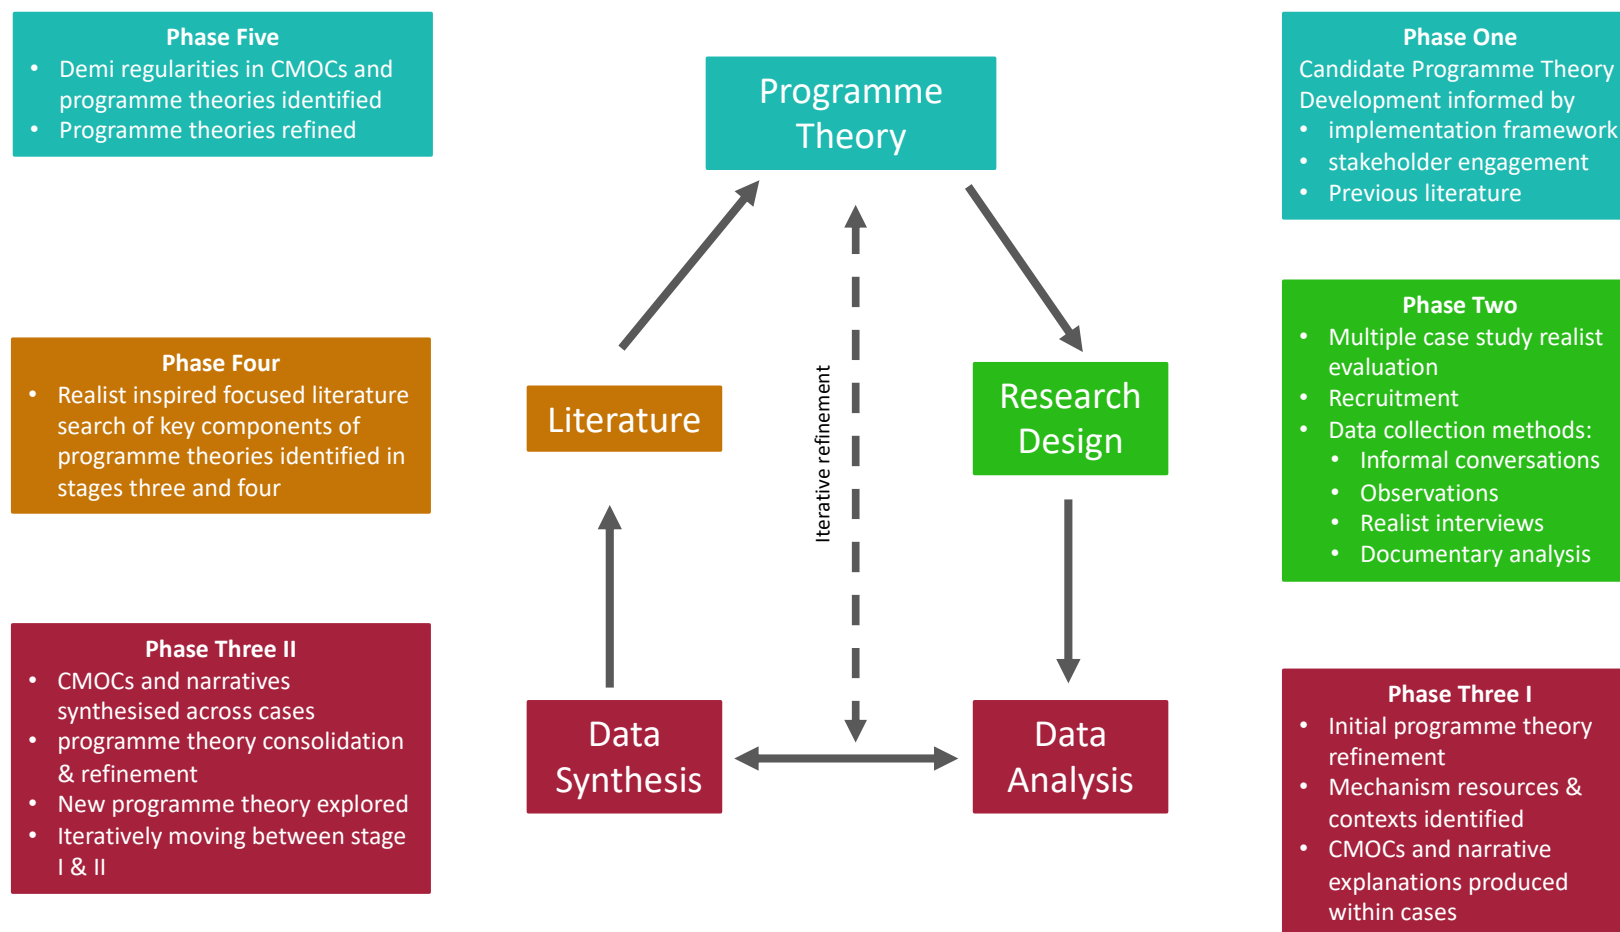 Phase Five
• Demi regularities in CMOCs and
programme theories identified
• Programme theories refined
Programme
Theory
Phase One
Candidate Programme Theory
Development informed by
• implementation framework
• stakeholder engagement
• Previous literature
Phase Four
• Realist inspired focused literature
search of key components of
programme theories identified in
stages three and four
Literature
Iterative refinement
Research
Design
Phase Two
• Multiple case study realist
evaluation
• Recruitment
• Data collection methods:
• Informal conversations
• Observations
• Realist interviews
• Documentary analysis
Phase Three II
• CMOCs and narratives
synthesised across cases
• programme theory consolidation
& refinement
• New programme theory explored
• Iteratively moving between stage
I & II
Data
Synthesis
Data
Analysis
Phase Three I
• Initial programme theory
refinement
• Mechanism resources &
contexts identified
• CMOCs and narrative
explanations produced
within cases